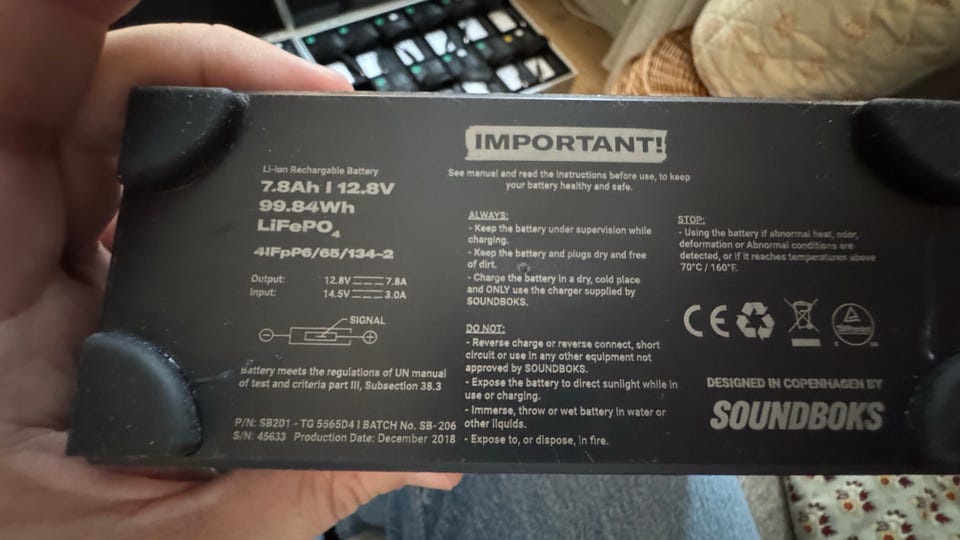 IMPORTANT!
See manual and read the instructions before use, to keep
your battery healthy and safe.
Li-ion Rechargable Battery
7.8Ah | 12.8V
99.84Wh
LiFePO4
4IFpP6/65/134-2
Output: 12.8V 7.8A
Input: 14.5V 3.0A
SIGNAL
Battery meets the regulations of UN manual
of test and criteria part III, Subsection 38.3
P/N: SB201 - TG 5565D4 | BATCH No. SB-206
S/N: 45633 Production Date: December 2018
ALWAYS:
- Keep the battery under supervision while
charging.
- Keep the battery and plugs dry and free
of dirt.
- Charge the battery in a dry, cold place
and ONLY use the charger supplied by
SOUNDBOKS.
DO NOT:
- Reverse charge or reverse connect, short
circuit or use in any other equipment not
approved by SOUNDBOKS.
- Expose the battery to direct sunlight while in
use or charging.
- Immerse, throw or wet battery in water or
other liquids.
- Expose to, or dispose, in fire.
STOP:
- Using the battery if abnormal heat, odor,
deformation or Abnormal conditions are
detected, or if it reaches temperatures above
70°C / 160°F.
CE
DESIGNED IN COPENHAGEN BY
SOUNDBOKS